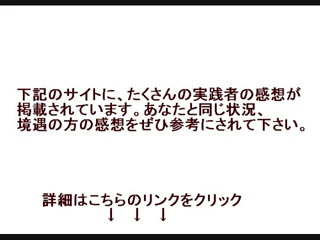 下記のサイトに、たくさんの実践者の感想が
掲載されています。あなたと同じ状況、
境遇の方の感想をぜひ参考にされて下さい。
詳細はこちらのリンクをクリック
↓ ↓ ↓